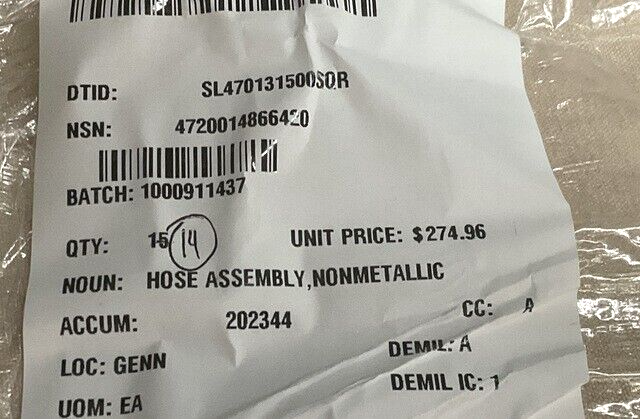 DTID: SL470131500SQR
NSN: 4720014866420
BATCH: 1000911437
QTY: 15 14 UNIT PRICE: $274.96
NOUN: HOSE ASSEMBLY,NONMETALLIC
ACCUM: 202344 CC: A
LOC: GENN DEMIL: A
UOM: EA DEMIL IC: 1